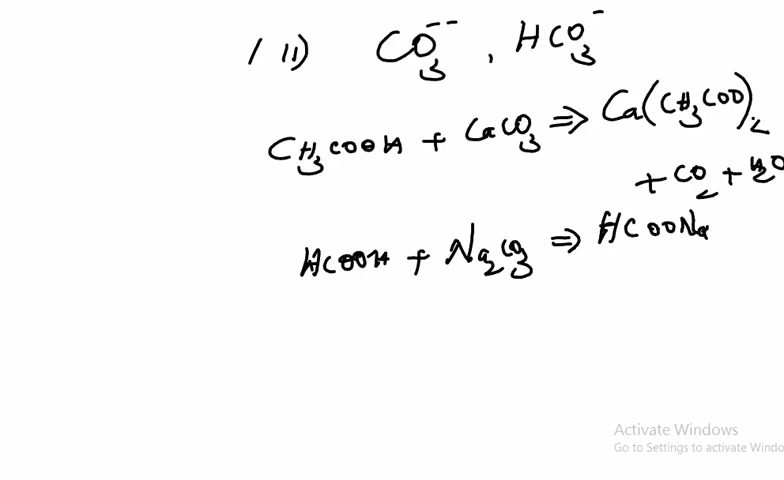 / 11) CO₃⁻⁻, HCO₃⁻
CH₃COOH + CaCO₃ ⇒ Ca(CH₃COO)₂
+ CO₂ + H₂O
HCOOH + Na₂CO₃ ⇒ HCOONa
Activate Windows
Go to Settings to activate Windo